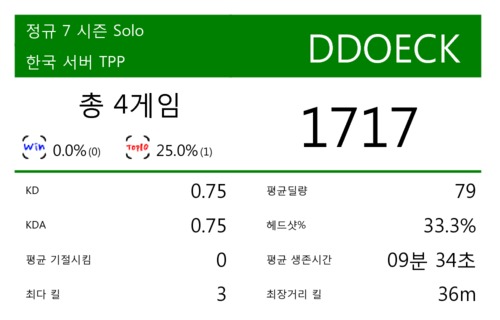 정규 7 시즌 Solo
한국 서버 TPP
DDOECK
총 4게임
1717
Win 0.0% (0)
TOP10 25.0% (1)
KD 0.75
평균딜량 79
KDA 0.75
헤드샷% 33.3%
평균 기절시킴 0
평균 생존시간 09분 34초
최다 킬 3
최장거리 킬 36m